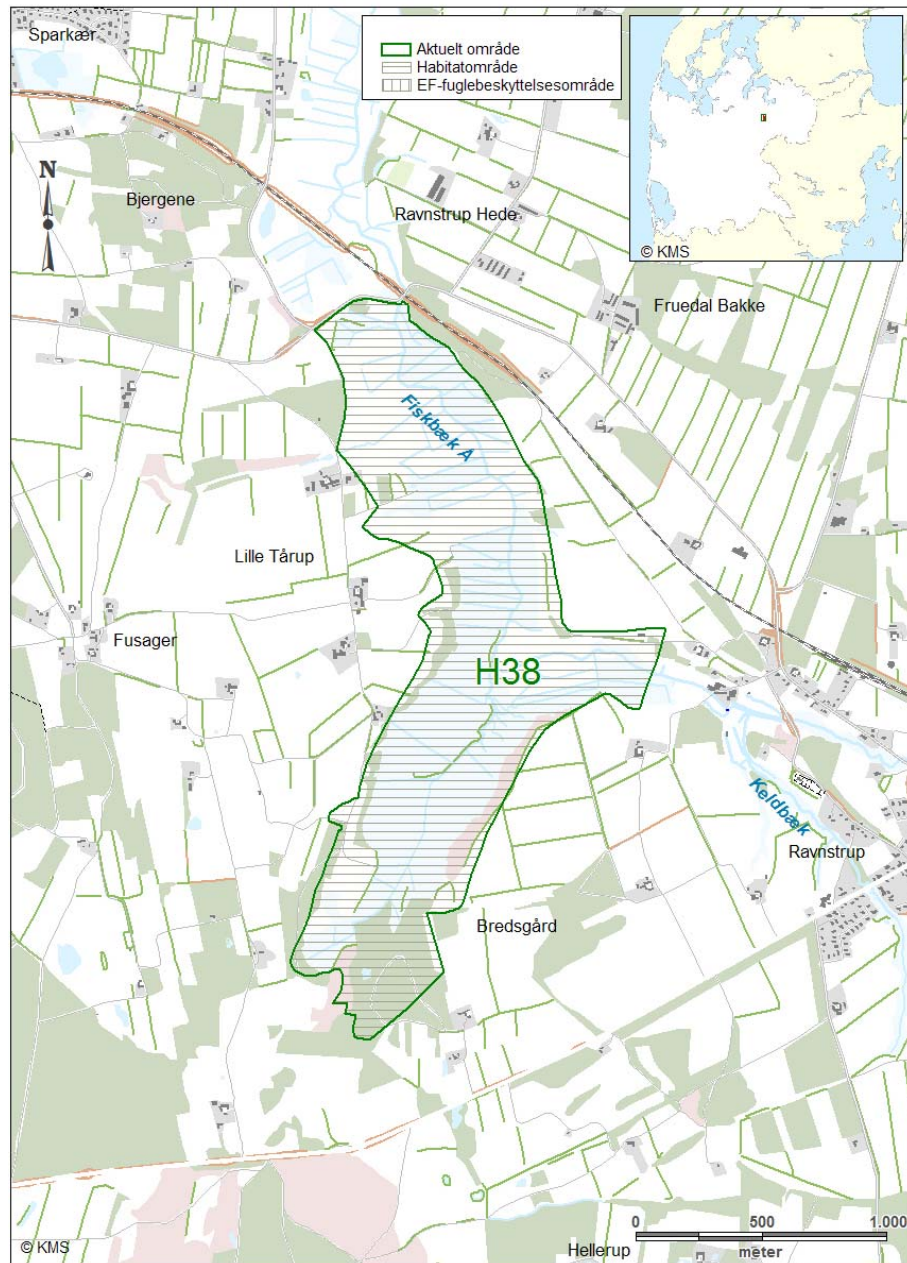 Sparkær
Aktuelt område
Habitatområde
EF-fuglebeskyttelsesområde
N
Bjergene
Ravnstrup Hede
© KMS
Fruedal Bakke
Fiskbæk A
Lille Tårup
Fusager
H38
Keldbæk
Ravnstrup
Bredsgård
0 500 1.000
meter
© KMS
Hellerup